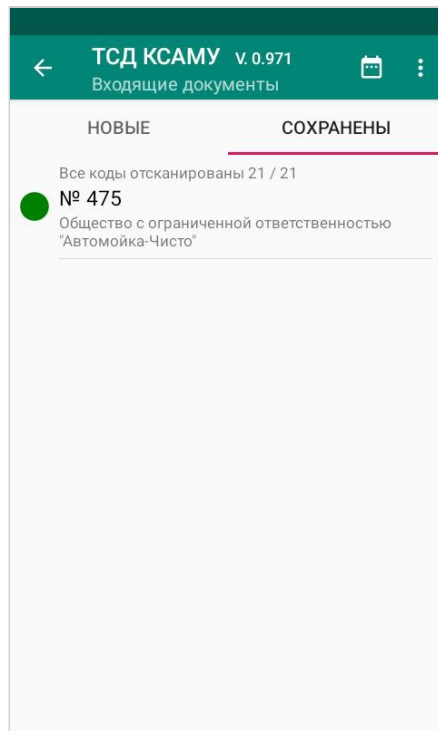 ТСД КСАМУ V. 0.971
Входящие документы
НОВЫЕ СОХРАНЕНЫ
Все коды отсканированы 21 / 21
№ 475
Общество с ограниченной ответственностью
"Автомойка-Чисто"